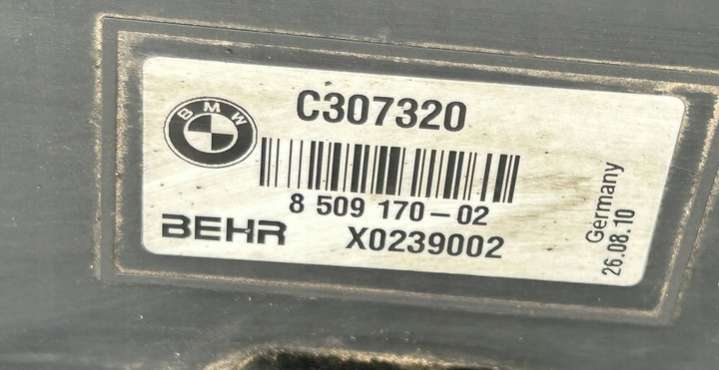 BMW
C307320
8 509 170-02
BEHR X0239002
Germany
26.08.10